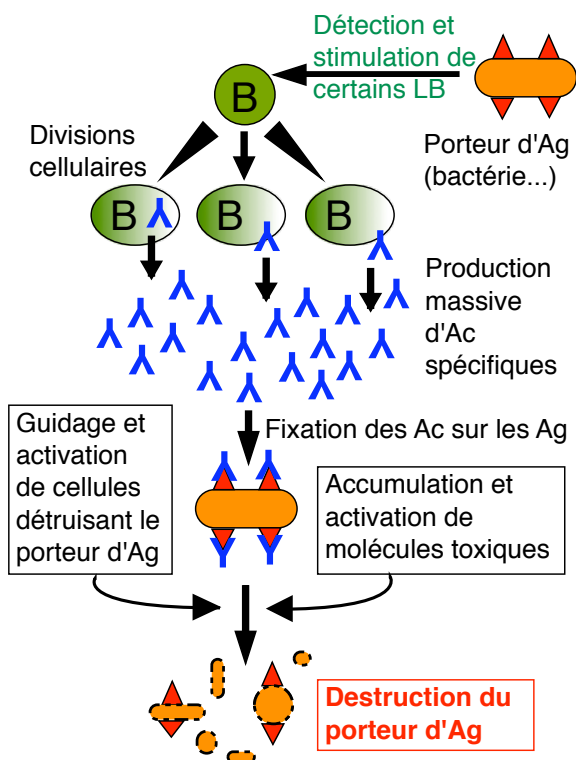 Détection et
stimulation de
certains LB
B
Porteur d'Ag
(bactérie...)
Divisions
cellulaires
B
B
B
Production
massive
d'Ac
spécifiques
Fixation des Ac sur les Ag
Guidage et
activation
de cellules
détruisant le
porteur d'Ag
Accumulation et
activation de
molécules toxiques
Destruction du
porteur d'Ag